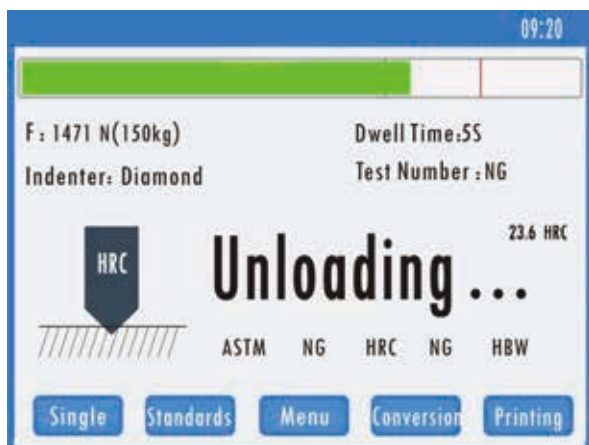 09:20
F: 1471 N(150kg)
Dwell Time:5S
Indenter: Diamond
Test Number :NG
23.6 HRC
HRC
Unloading...
ASTM NG HRC NG HBW
Single Standards Menu Conversion Printing